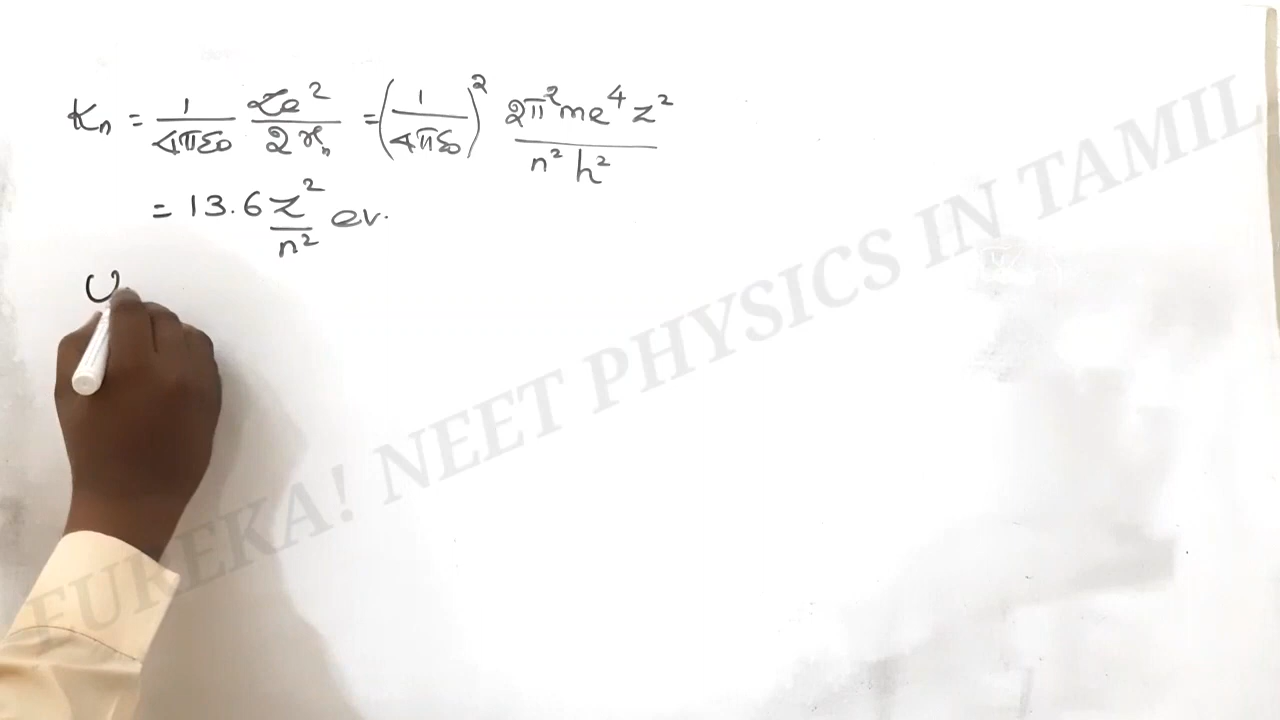 Kn = 1/4πε0 Ze²/2rn = (1/4πε0)² 2π²me⁴z²/n²h²
= 13.6 z²/n² ev.
U
EUREKA! NEET PHYSICS IN TAMIL